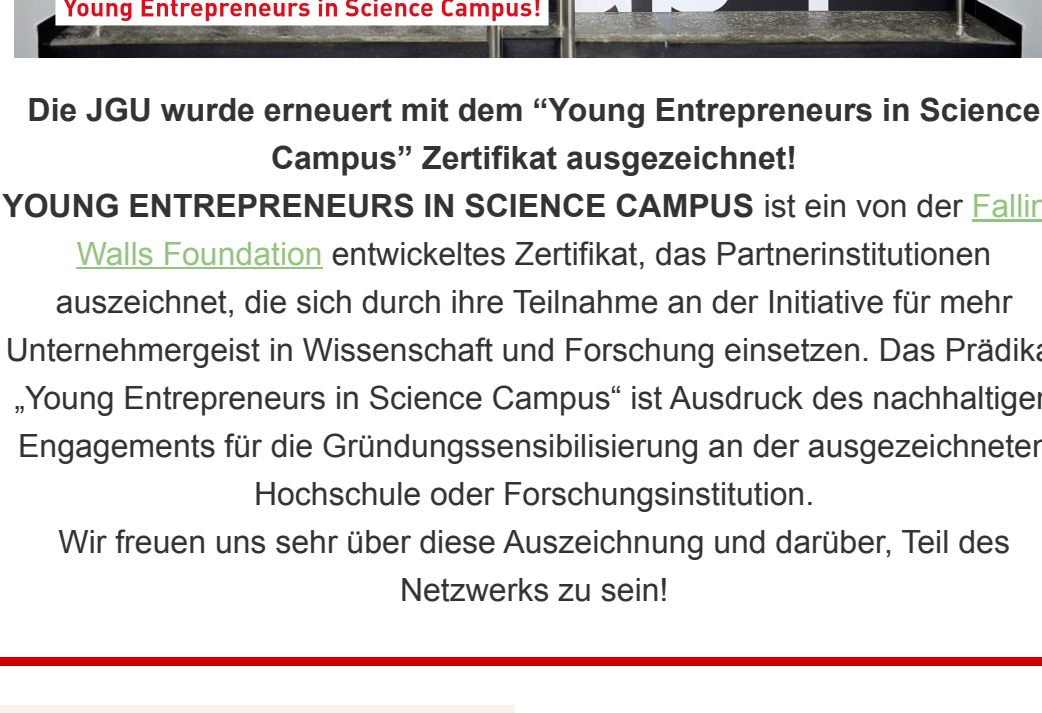 Young Entrepreneurs in Science Campus!
Die JGU wurde erneuert mit dem “Young Entrepreneurs in Science
Campus” Zertifikat ausgezeichnet!
YOUNG ENTREPRENEURS IN SCIENCE CAMPUS ist ein von der Fallin
Walls Foundation entwickeltes Zertifikat, das Partnerinstitutionen
auszeichnet, die sich durch ihre Teilnahme an der Initiative für mehr
Unternehmergeist in Wissenschaft und Forschung einsetzen. Das Prädika
„Young Entrepreneurs in Science Campus“ ist Ausdruck des nachhaltigen
Engagements für die Gründungssensibilisierung an der ausgezeichneten
Hochschule oder Forschungsinstitution.
Wir freuen uns sehr über diese Auszeichnung und darüber, Teil des
Netzwerks zu sein!